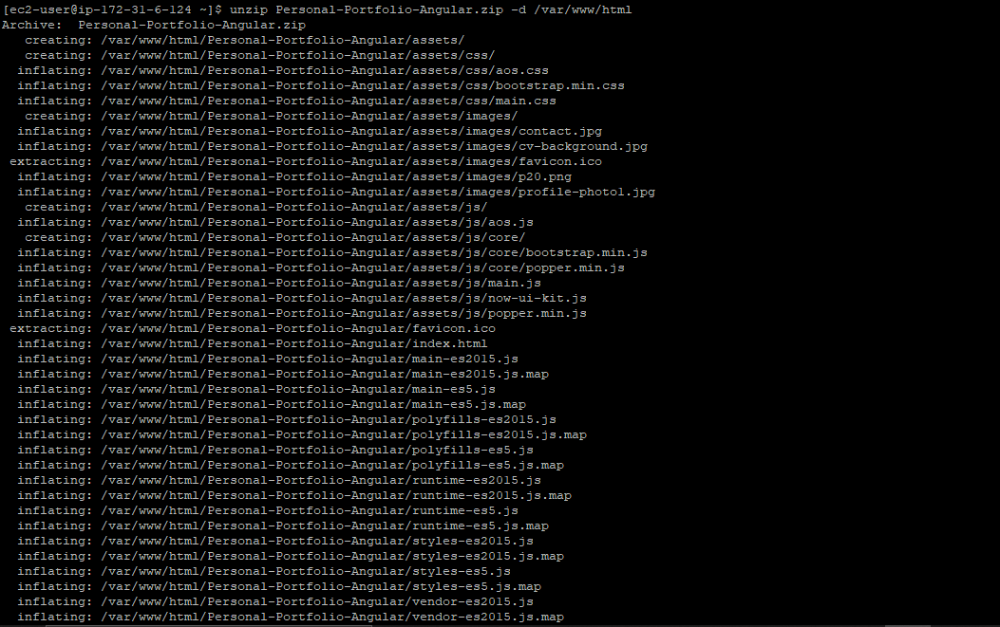 [ec2-user@ip-172-31-6-124 ~]$ unzip Personal-Portfolio-Angular.zip -d /var/www/html
Archive:  Personal-Portfolio-Angular.zip
   creating: /var/www/html/Personal-Portfolio-Angular/assets/
   creating: /var/www/html/Personal-Portfolio-Angular/assets/css/
  inflating: /var/www/html/Personal-Portfolio-Angular/assets/css/aos.css
  inflating: /var/www/html/Personal-Portfolio-Angular/assets/css/bootstrap.min.css
  inflating: /var/www/html/Personal-Portfolio-Angular/assets/css/main.css
   creating: /var/www/html/Personal-Portfolio-Angular/assets/images/
  inflating: /var/www/html/Personal-Portfolio-Angular/assets/images/contact.jpg
  inflating: /var/www/html/Personal-Portfolio-Angular/assets/images/cv-background.jpg
 extracting: /var/www/html/Personal-Portfolio-Angular/assets/images/favicon.ico
  inflating: /var/www/html/Personal-Portfolio-Angular/assets/images/p20.png
  inflating: /var/www/html/Personal-Portfolio-Angular/assets/images/profile-photo1.jpg
   creating: /var/www/html/Personal-Portfolio-Angular/assets/js/
  inflating: /var/www/html/Personal-Portfolio-Angular/assets/js/aos.js
   creating: /var/www/html/Personal-Portfolio-Angular/assets/js/core/
  inflating: /var/www/html/Personal-Portfolio-Angular/assets/js/core/bootstrap.min.js
  inflating: /var/www/html/Personal-Portfolio-Angular/assets/js/core/popper.min.js
  inflating: /var/www/html/Personal-Portfolio-Angular/assets/js/main.js
  inflating: /var/www/html/Personal-Portfolio-Angular/assets/js/now-ui-kit.js
  inflating: /var/www/html/Personal-Portfolio-Angular/assets/js/popper.min.js
 extracting: /var/www/html/Personal-Portfolio-Angular/favicon.ico
  inflating: /var/www/html/Personal-Portfolio-Angular/index.html
  inflating: /var/www/html/Personal-Portfolio-Angular/main-es2015.js
  inflating: /var/www/html/Personal-Portfolio-Angular/main-es2015.js.map
  inflating: /var/www/html/Personal-Portfolio-Angular/main-es5.js
  inflating: /var/www/html/Personal-Portfolio-Angular/main-es5.js.map
  inflating: /var/www/html/Personal-Portfolio-Angular/polyfills-es2015.js
  inflating: /var/www/html/Personal-Portfolio-Angular/polyfills-es2015.js.map
  inflating: /var/www/html/Personal-Portfolio-Angular/polyfills-es5.js
  inflating: /var/www/html/Personal-Portfolio-Angular/polyfills-es5.js.map
  inflating: /var/www/html/Personal-Portfolio-Angular/runtime-es2015.js
  inflating: /var/www/html/Personal-Portfolio-Angular/runtime-es2015.js.map
  inflating: /var/www/html/Personal-Portfolio-Angular/runtime-es5.js
  inflating: /var/www/html/Personal-Portfolio-Angular/runtime-es5.js.map
  inflating: /var/www/html/Personal-Portfolio-Angular/styles-es2015.js
  inflating: /var/www/html/Personal-Portfolio-Angular/styles-es2015.js.map
  inflating: /var/www/html/Personal-Portfolio-Angular/styles-es5.js
  inflating: /var/www/html/Personal-Portfolio-Angular/styles-es5.js.map
  inflating: /var/www/html/Personal-Portfolio-Angular/vendor-es2015.js
  inflating: /var/www/html/Personal-Portfolio-Angular/vendor-es2015.js.map